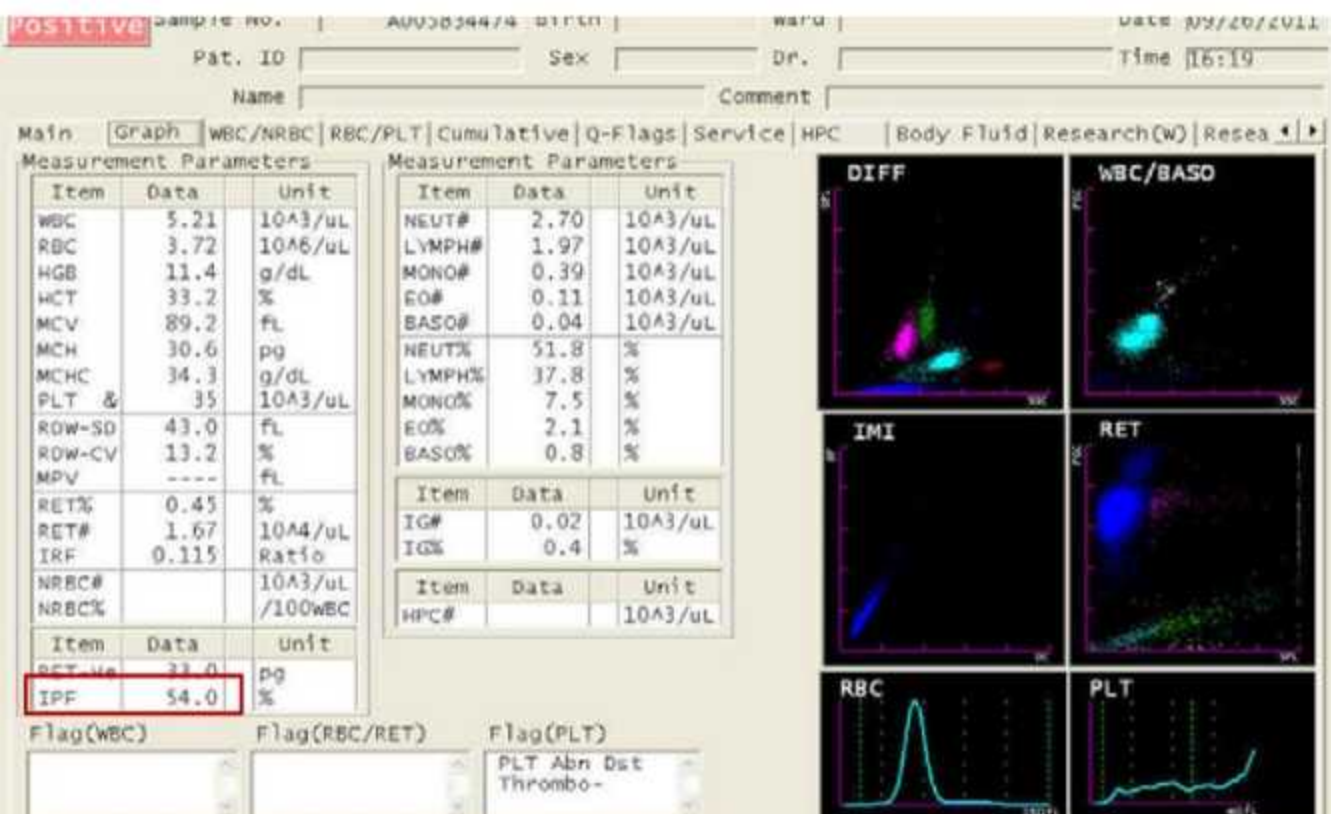 Positive Sample No. A005834474 Birth Ward Date 09/26/2011
Pat. ID Sex Dr. Time 16:19
Name Comment
Main Graph WBC/NRBC RBC/PLT Cumulative Q-Flags Service HPC Body Fluid Research(W) Resea
Measurement Parameters
Item Data Unit
WBC 5.21 10^3/uL
RBC 3.72 10^6/uL
HGB 11.4 g/dL
HCT 33.2 %
MCV 89.2 fL
MCH 30.6 pg
MCHC 34.3 g/dL
PLT & 35 10^3/uL
RDW-SD 43.0 fL
RDW-CV 13.2 %
MPV ---- fL
RET% 0.45 %
RET# 1.67 10^4/uL
IRF 0.115 Ratio
NRBC# 10^3/uL
NRBC% /100WBC
Item Data Unit
RET-He 33.0 pg
IPF 54.0 %
Measurement Parameters
Item Data Unit
NEUT# 2.70 10^3/uL
LYMPH# 1.97 10^3/uL
MONO# 0.39 10^3/uL
EO# 0.11 10^3/uL
BASO# 0.04 10^3/uL
NEUT% 51.8 %
LYMPH% 37.8 %
MONO% 7.5 %
EO% 2.1 %
BASO% 0.8 %
Item Data Unit
IG# 0.02 10^3/uL
IG% 0.4 %
Item Data Unit
HPC# 10^3/uL
Flag(WBC) Flag(RBC/RET) Flag(PLT)
PLT Abn Dst
Thrombo-
DIFF WBC/BASO
SSC SSC
IMI RET
RBC PLT